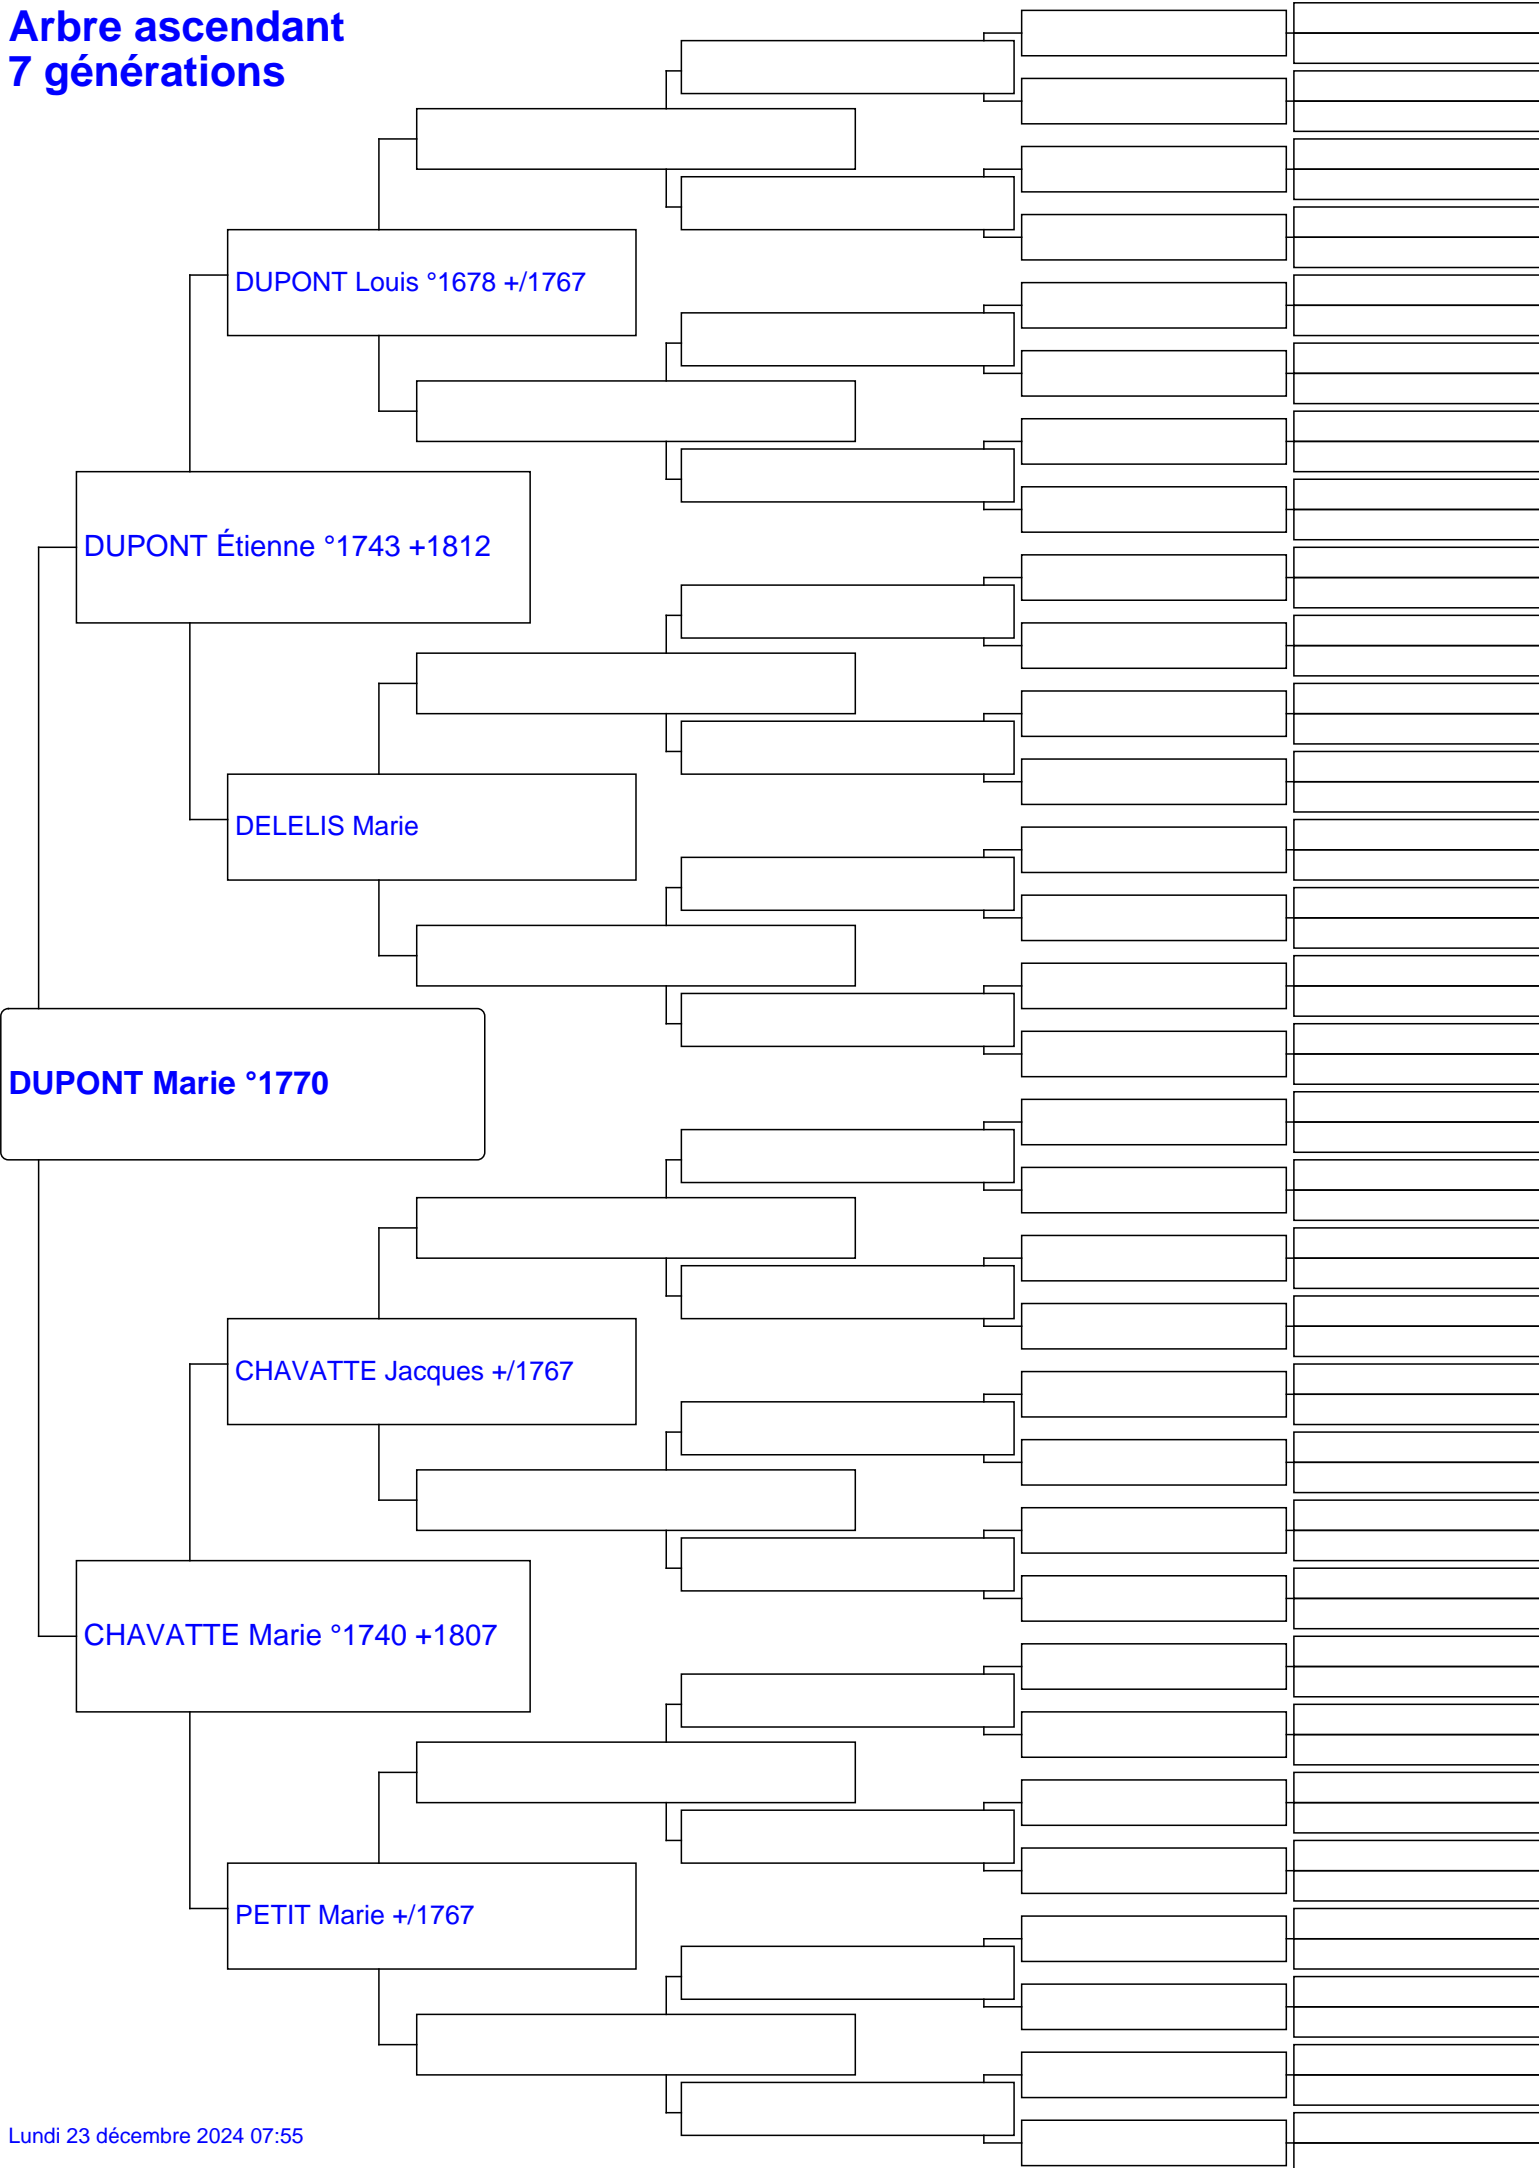 Arbre ascendant
7 générations
DUPONT Louis °1678 +/1767
DUPONT Étienne °1743 +1812
DELELIS Marie
DUPONT Marie °1770
CHAVATTE Jacques +/1767
CHAVATTE Marie °1740 +1807
PETIT Marie +/1767
Lundi 23 décembre 2024 07:55